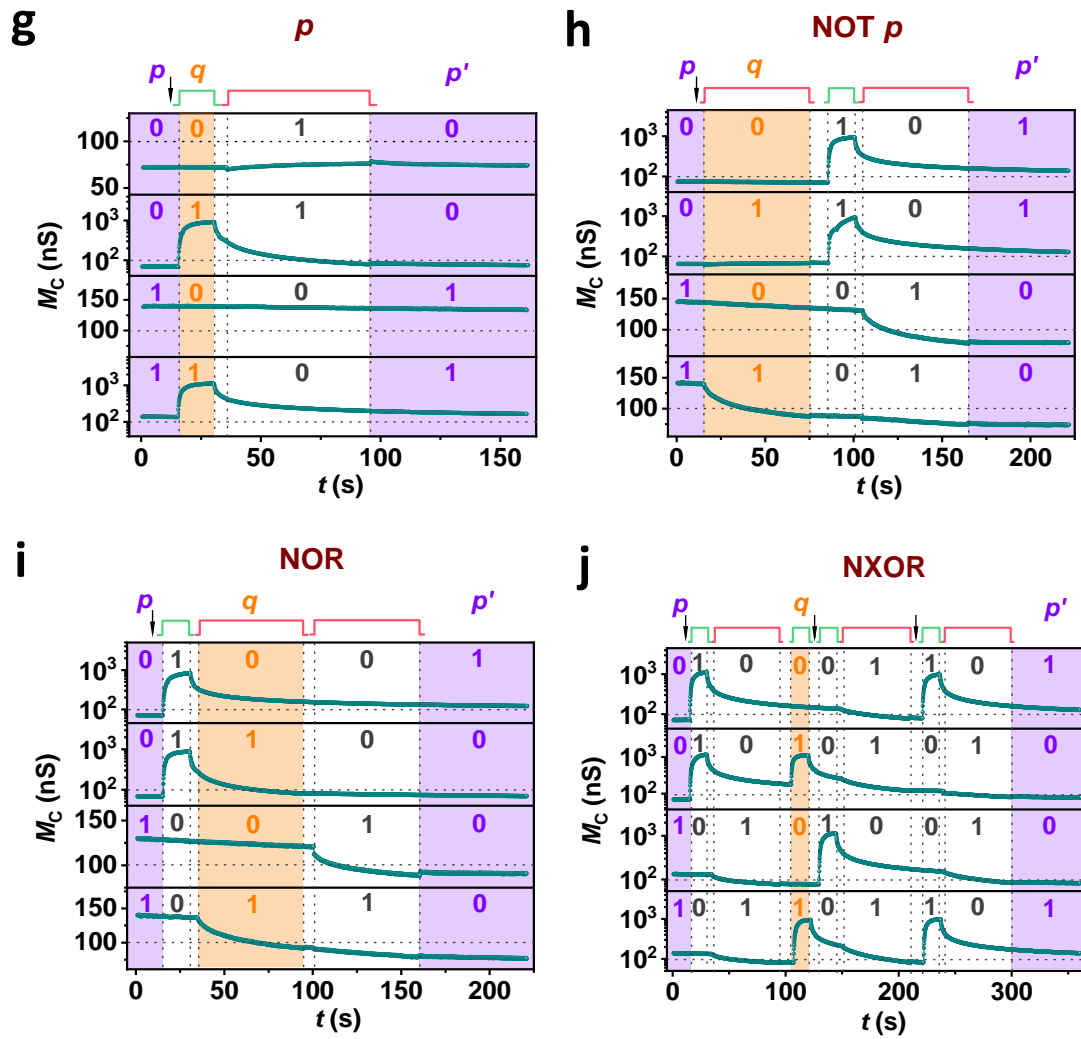 g
p
p q p'
0 0 1 0
100
50
0 1 1 0
10³
10²
1 0 0 1
150
100
1 1 0 1
10³
10²
M_C (nS)
0 50 100 150
t (s)
h
NOT p
p q p'
0 0 1 0 1
10³
10²
0 1 1 0 1
10³
10²
1 0 0 1 0
150
100
1 1 0 1 0
150
100
M_C (nS)
0 50 100 150 200
t (s)
i
NOR
p q p'
0 1 0 0 1
10³
10²
0 1 1 0 0
10³
10²
1 0 0 1 0
150
100
1 0 1 1 0
150
100
M_C (nS)
0 50 100 150 200
t (s)
j
NXOR
p q p'
0 1 0 0 0 1 1 0 1
10³
10²
0 1 0 1 0 1 0 1 0
10³
10²
1 0 1 0 1 0 0 1 0
10³
10²
1 0 1 1 0 1 1 0 1
10³
10²
M_C (nS)
0 100 200 300
t (s)